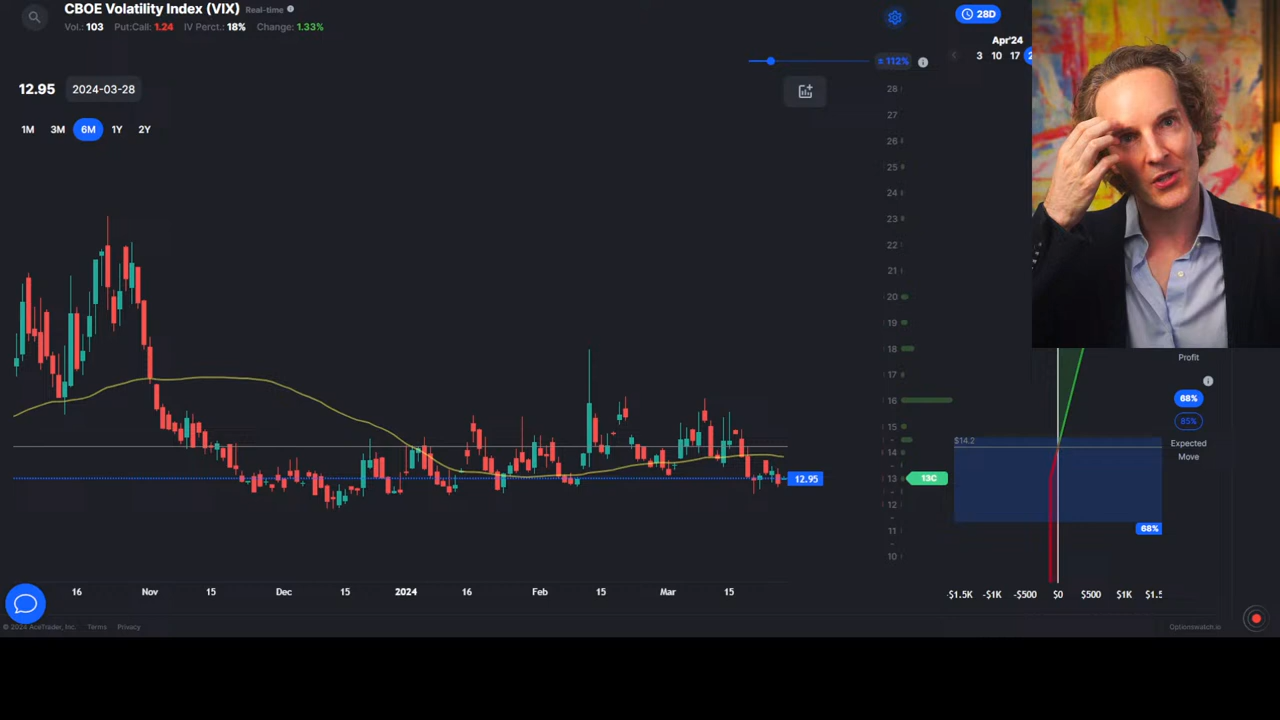 CBOE Volatility Index (VIX) Real-time
Vol.: 103 Put:Call: 1.24 IV Perct.: 18% Change: 1.33%
28D
Apr'24
3 10 17
± 112%
12.95 2024-03-28
1M 3M 6M 1Y 2Y
28
27
26
25
24
23
22
21
20
19
18
17
16
15
14
13
12
11
10
13C
12.95
$14.2
68%
Profit
68%
85%
Expected
Move
-$1.5K -$1K -$500 $0 $500 $1K $1.5
16 Nov 15 Dec 15 2024 16 Feb 15 Mar 15
© 2024 AceTrader, Inc. Terms Privacy
Optionswatch.io